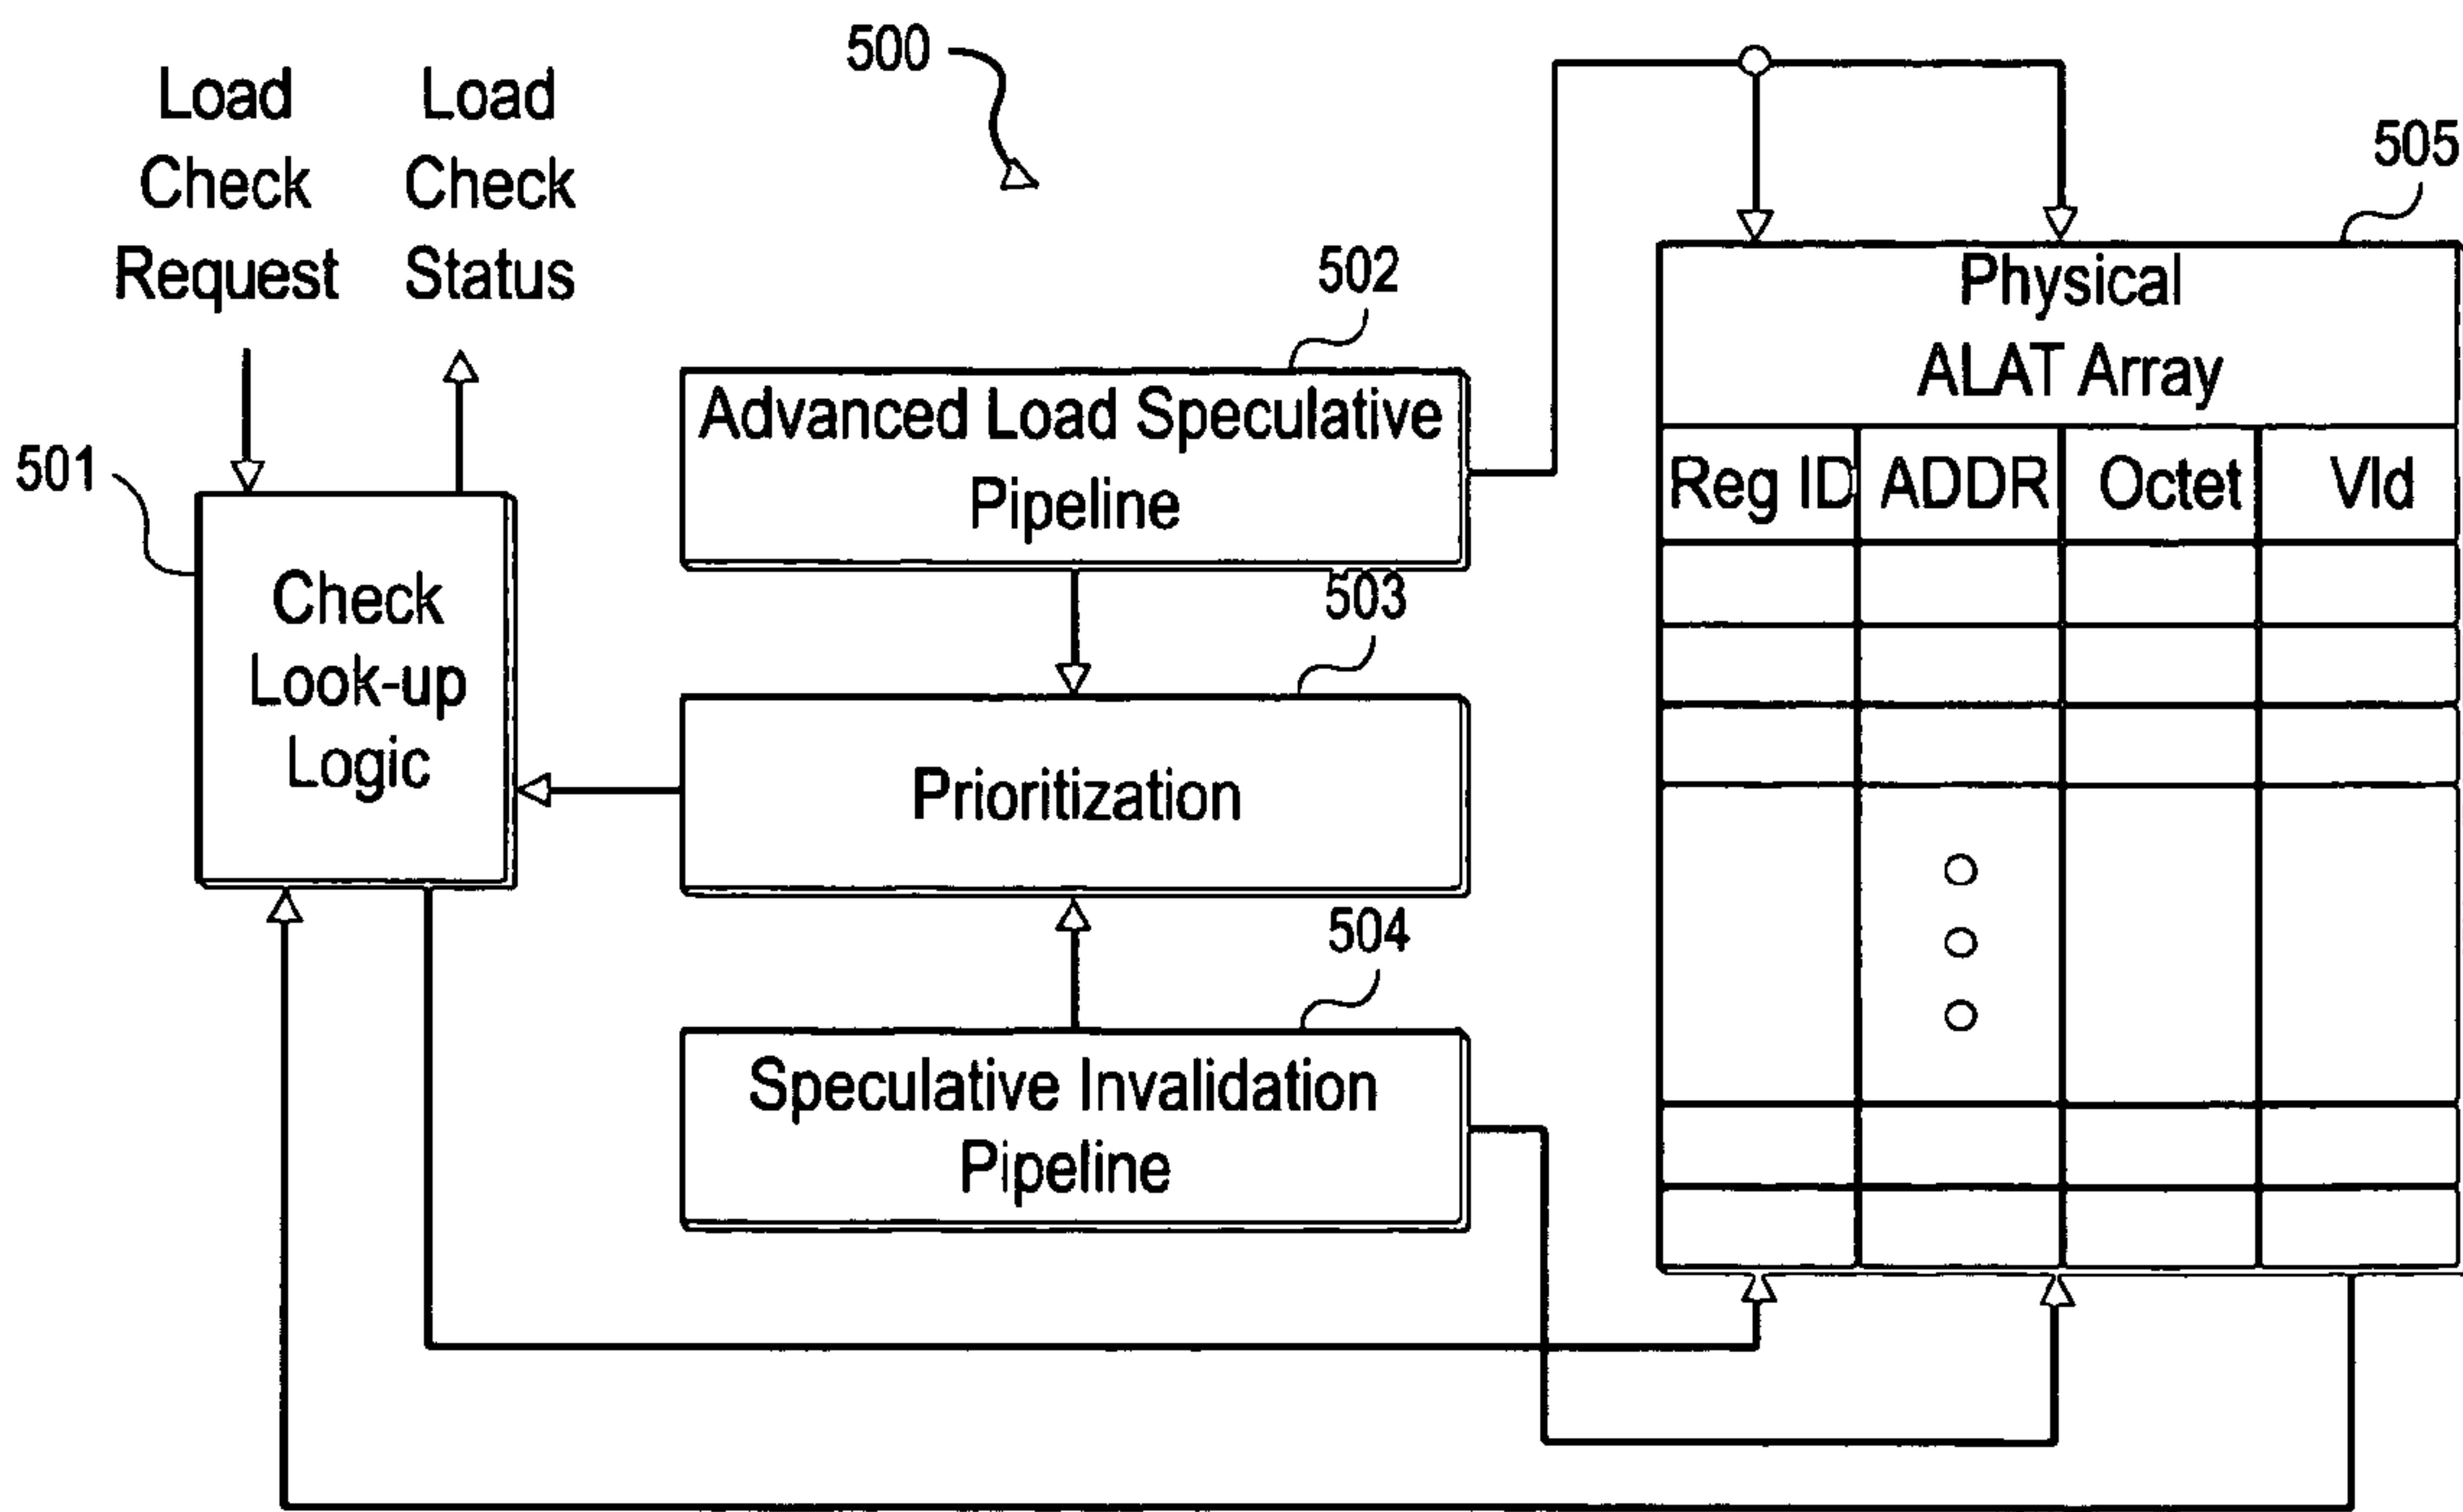 500
Load
Check
Request
Load
Check
Status
505
502
Physical
ALAT Array
Advanced Load Speculative
Pipeline
501
Reg ID ADDR Octet Vld
503
Check
Look-up
Logic
Prioritization
504
Speculative Invalidation
Pipeline